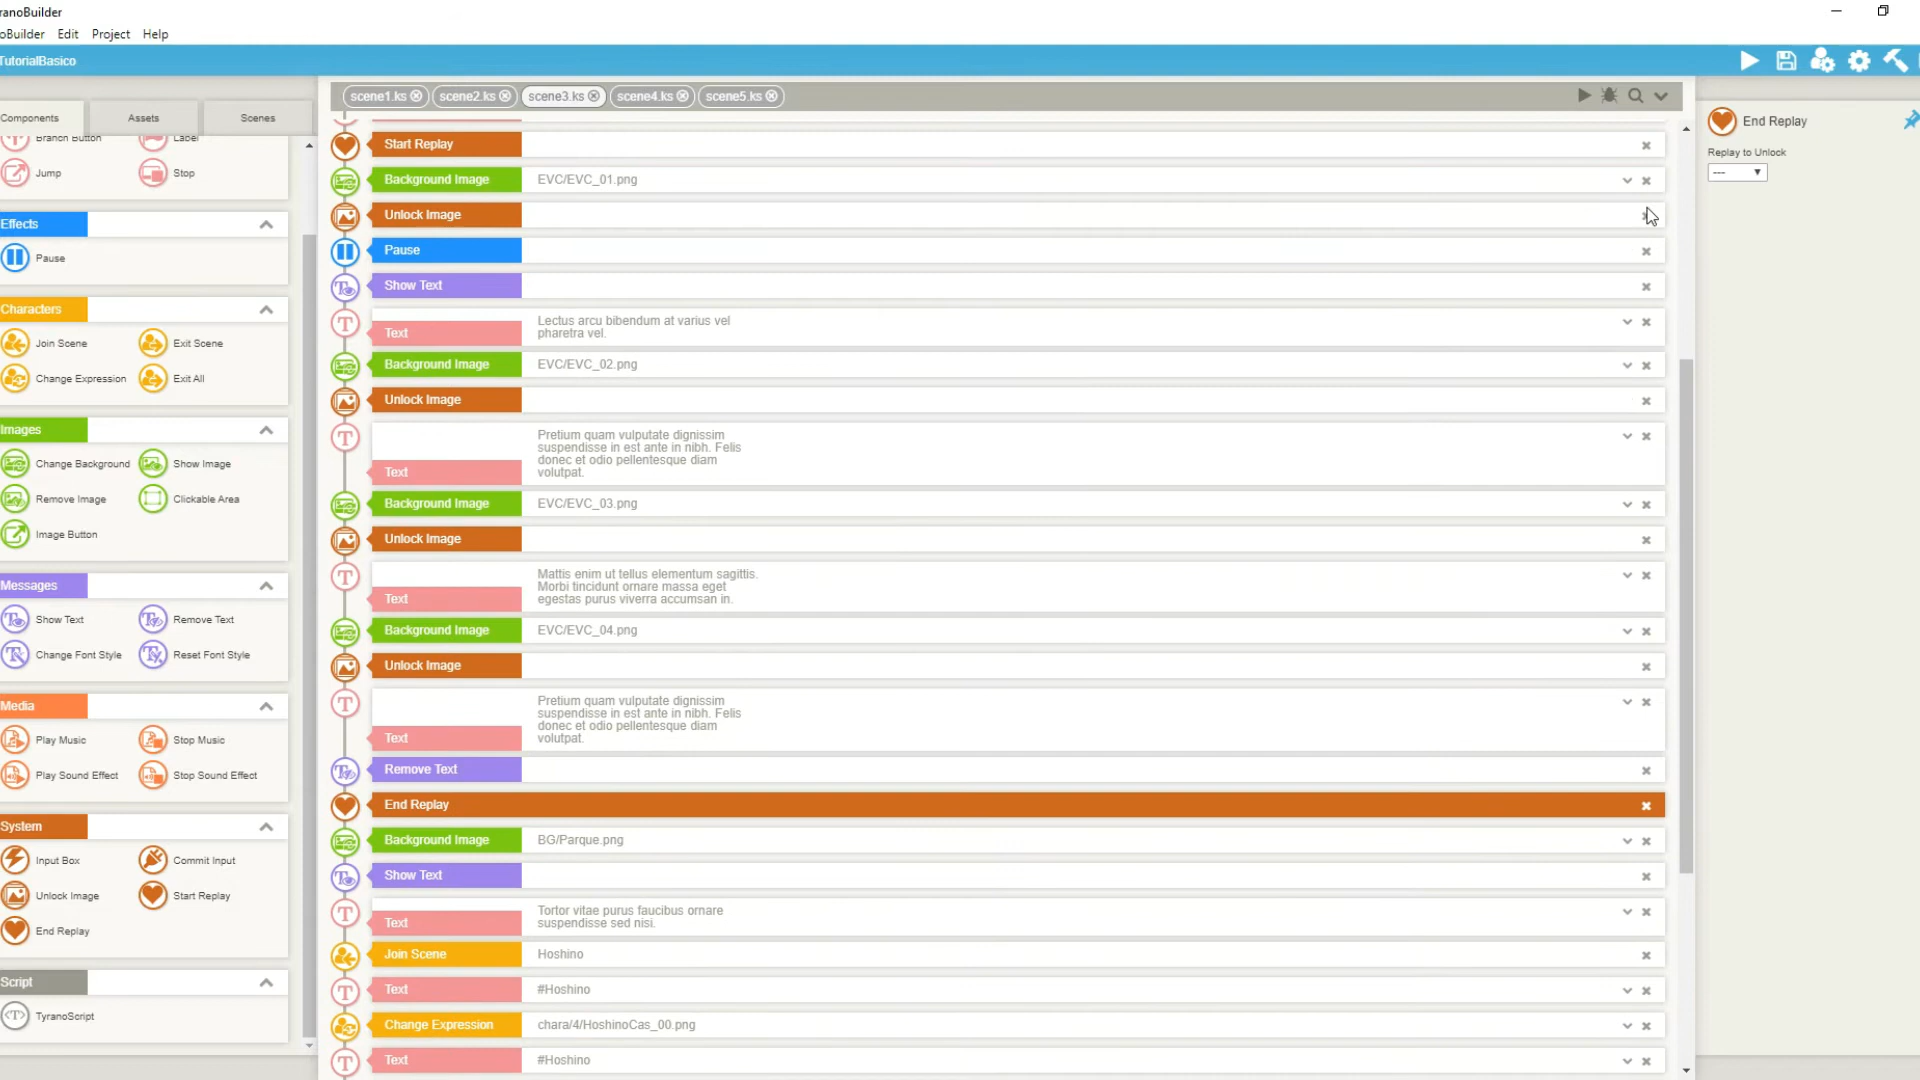 ranoBuilder
oBuilder Edit Project Help
TutorialBasico
Components Assets Scenes
Branch Button Label
Jump Stop
Effects
Pause
Characters
Join Scene Exit Scene
Change Expression Exit All
Images
Change Background Show Image
Remove Image Clickable Area
Image Button
Messages
Show Text Remove Text
Change Font Style Reset Font Style
Media
Play Music Stop Music
Play Sound Effect Stop Sound Effect
System
Input Box Commit Input
Unlock Image Start Replay
End Replay
Script
TyranoScript
scene1.ks scene2.ks scene3.ks scene4.ks scene5.ks
Start Replay
Background Image EVC/EVC_01.png
Unlock Image
Pause
Show Text
Lectus arcu bibendum at varius vel
pharetra vel.
Text
Background Image EVC/EVC_02.png
Unlock Image
Pretium quam vulputate dignissim
suspendisse in est ante in nibh. Felis
donec et odio pellentesque diam
volutpat.
Text
Background Image EVC/EVC_03.png
Unlock Image
Mattis enim ut tellus elementum sagittis.
Morbi tincidunt ornare massa eget
egestas purus viverra accumsan in.
Text
Background Image EVC/EVC_04.png
Unlock Image
Pretium quam vulputate dignissim
suspendisse in est ante in nibh. Felis
donec et odio pellentesque diam
volutpat.
Text
Remove Text
End Replay
Background Image BG/Parque.png
Show Text
Tortor vitae purus faucibus ornare
suspendisse sed nisi.
Text
Join Scene Hoshino
Text #Hoshino
Change Expression chara/4/HoshinoCas_00.png
Text #Hoshino
End Replay
Replay to Unlock
---